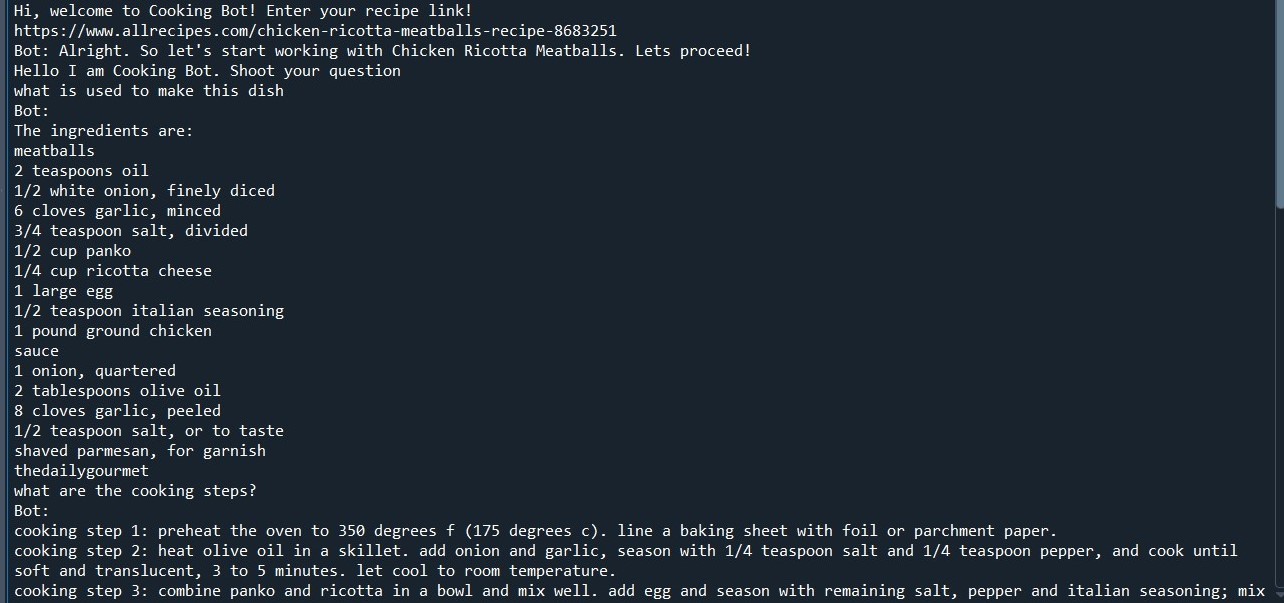 Hi, welcome to Cooking Bot! Enter your recipe link!
https://www.allrecipes.com/chicken-ricotta-meatballs-recipe-8683251
Bot: Alright. So let's start working with Chicken Ricotta Meatballs. Lets proceed!
Hello I am Cooking Bot. Shoot your question
what is used to make this dish
Bot:
The ingredients are:
meatballs
2 teaspoons oil
1/2 white onion, finely diced
6 cloves garlic, minced
3/4 teaspoon salt, divided
1/2 cup panko
1/4 cup ricotta cheese
1 large egg
1/2 teaspoon italian seasoning
1 pound ground chicken
sauce
1 onion, quartered
2 tablespoons olive oil
8 cloves garlic, peeled
1/2 teaspoon salt, or to taste
shaved parmesan, for garnish
thedailygourmet
what are the cooking steps?
Bot:
cooking step 1: preheat the oven to 350 degrees f (175 degrees c). line a baking sheet with foil or parchment paper.
cooking step 2: heat olive oil in a skillet. add onion and garlic, season with 1/4 teaspoon salt and 1/4 teaspoon pepper, and cook until
soft and translucent, 3 to 5 minutes. let cool to room temperature.
cooking step 3: combine panko and ricotta in a bowl and mix well. add egg and season with remaining salt, pepper and italian seasoning; mix